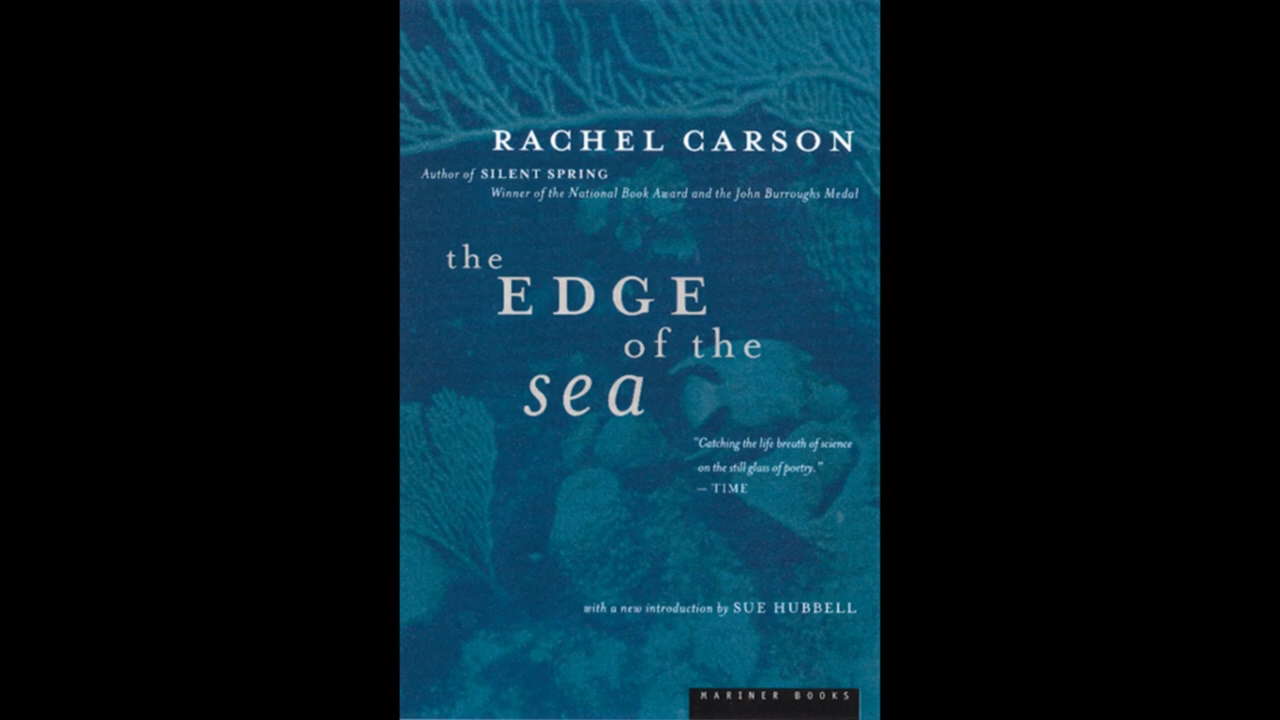 RACHEL CARSON
Author of SILENT SPRING
Winner of the National Book Award and the John Burroughs Medal
the
EDGE
of the
sea
"Catching the life breath of science
on the still glass of poetry."
— TIME
with a new introduction by SUE HUBBELL
MARINER BOOKS